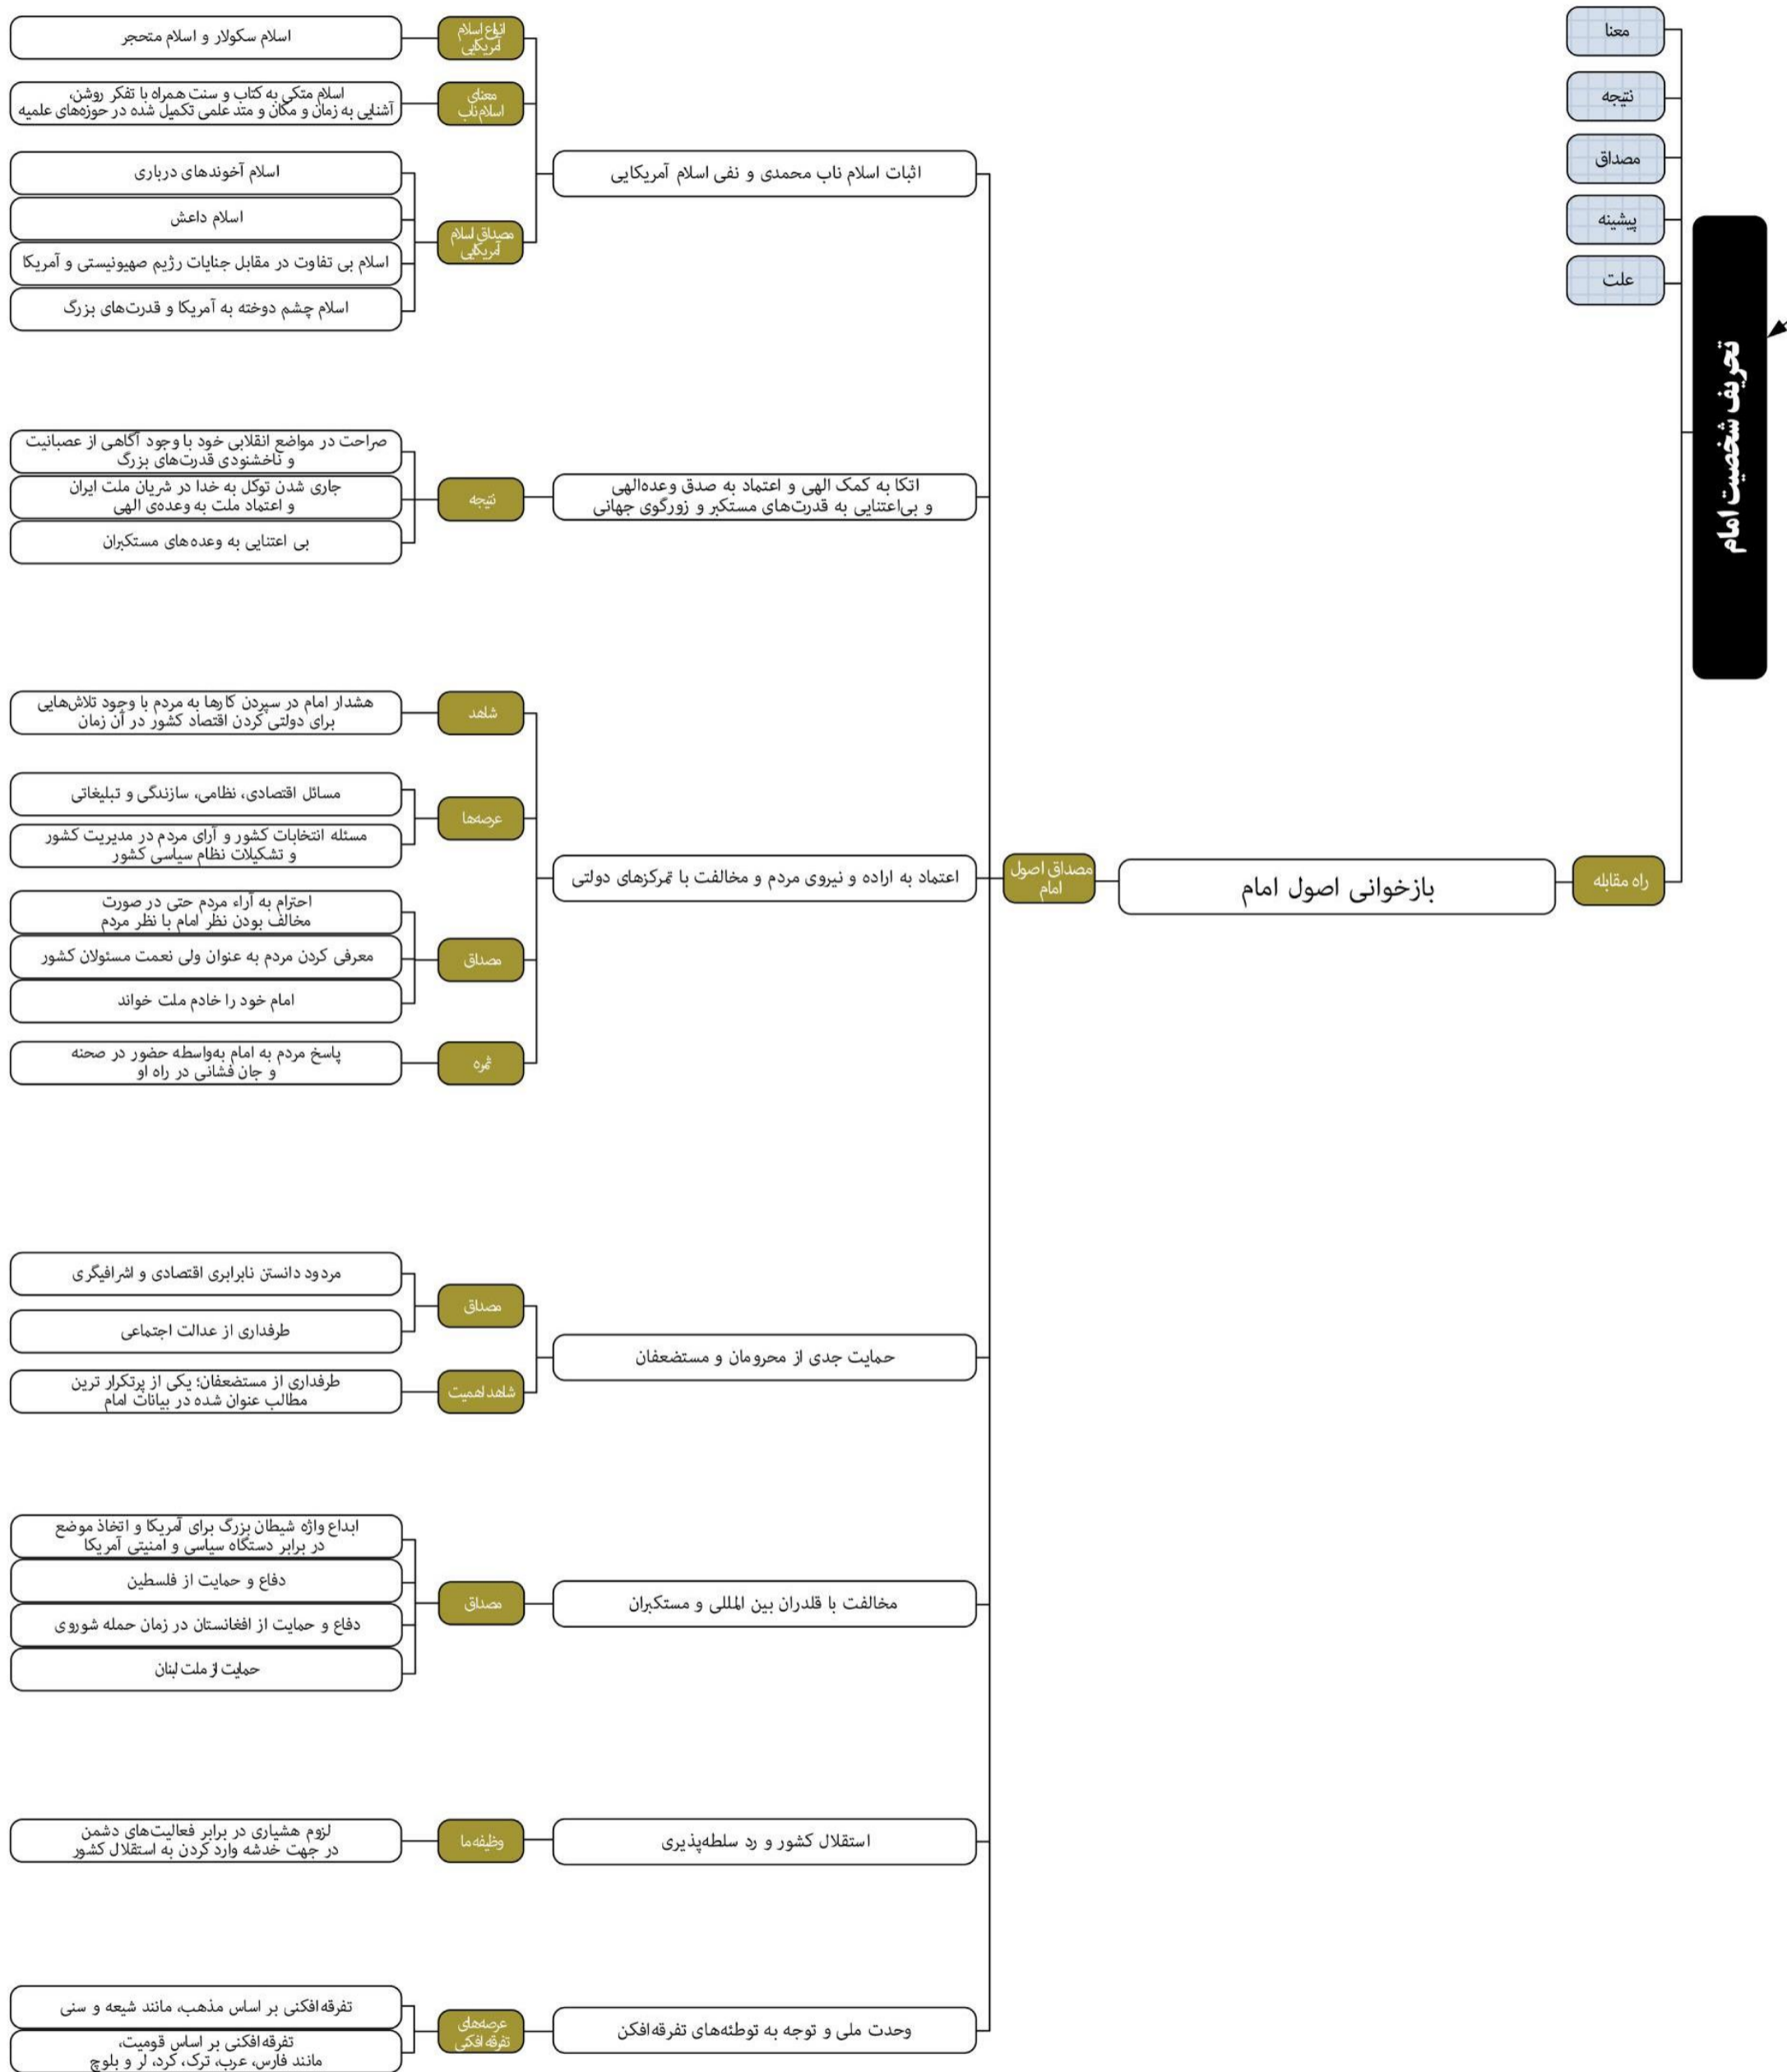 تحریف شخصیت امام
معنا
نتیجه
مصداق
پیشینه
علت
راه مقابله
بازخوانی اصول امام
مصداق اصول
امام
اثبات اسلام ناب محمدی و نفی اسلام آمریکایی
انواع اسلام
آمریکایی
اسلام سکولار و اسلام متحجر
معنای
اسلام ناب
اسلام متکی به کتاب و سنت همراه با تفکر روشن،
آشنایی به زمان و مکان و متد علمی تکمیل شده در حوزه‌های علمیه
مصداق اسلام
آمریکایی
اسلام آخوندهای درباری
اسلام داعش
اسلام بی تفاوت در مقابل جنایات رژیم صهیونیستی و آمریکا
اسلام چشم دوخته به آمریکا و قدرت‌های بزرگ
اتکا به کمک الهی و اعتماد به صدق وعده‌الهی
و بی‌اعتنایی به قدرت‌های مستکبر و زورگوی جهانی
نتیجه
صراحت در مواضع انقلابی خود با وجود آگاهی از عصبانیت
و ناخشنودی قدرت‌های بزرگ
جاری شدن توکل به خدا در شریان ملت ایران
و اعتماد ملت به وعده‌ی الهی
بی اعتنایی به وعده‌های مستکبران
اعتماد به اراده و نیروی مردم و مخالفت با تمرکزهای دولتی
شاهد
هشدار امام در سپردن کارها به مردم با وجود تلاش‌هایی
برای دولتی کردن اقتصاد کشور در آن زمان
عرصه‌ها
مسائل اقتصادی، نظامی، سازندگی و تبلیغاتی
مسئله انتخابات کشور و آرای مردم در مدیریت کشور
و تشکیلات نظام سیاسی کشور
مصداق
احترام به آراء مردم حتی در صورت
مخالف بودن نظر امام با نظر مردم
معرفی کردن مردم به عنوان ولی نعمت مسئولان کشور
امام خود را خادم ملت خواند
ثمره
پاسخ مردم به امام به‌واسطه حضور در صحنه
و جان فشانی در راه او
حمایت جدی از محرومان و مستضعفان
مصداق
مردود دانستن نابرابری اقتصادی و اشرافیگری
طرفداری از عدالت اجتماعی
شاهد اهمیت
طرفداری از مستضعفان؛ یکی از پرتکرار ترین
مطالب عنوان شده در بیانات امام
مخالفت با قلدران بین المللی و مستکبران
مصداق
ابداع واژه شیطان بزرگ برای آمریکا و اتخاذ موضع
در برابر دستگاه سیاسی و امنیتی آمریکا
دفاع و حمایت از فلسطین
دفاع و حمایت از افغانستان در زمان حمله شوروی
حمایت از ملت لبنان
استقلال کشور و رد سلطه‌پذیری
وظیفه ما
لزوم هشیاری در برابر فعالیت‌های دشمن
در جهت خدشه وارد کردن به استقلال کشور
وحدت ملی و توجه به توطئه‌های تفرقه‌افکن
عرصه‌های
تفرقه افکنی
تفرقه افکنی بر اساس مذهب، مانند شیعه و سنی
تفرقه افکنی بر اساس قومیت،
مانند فارس، عرب، ترک، کرد، لر و بلوچ